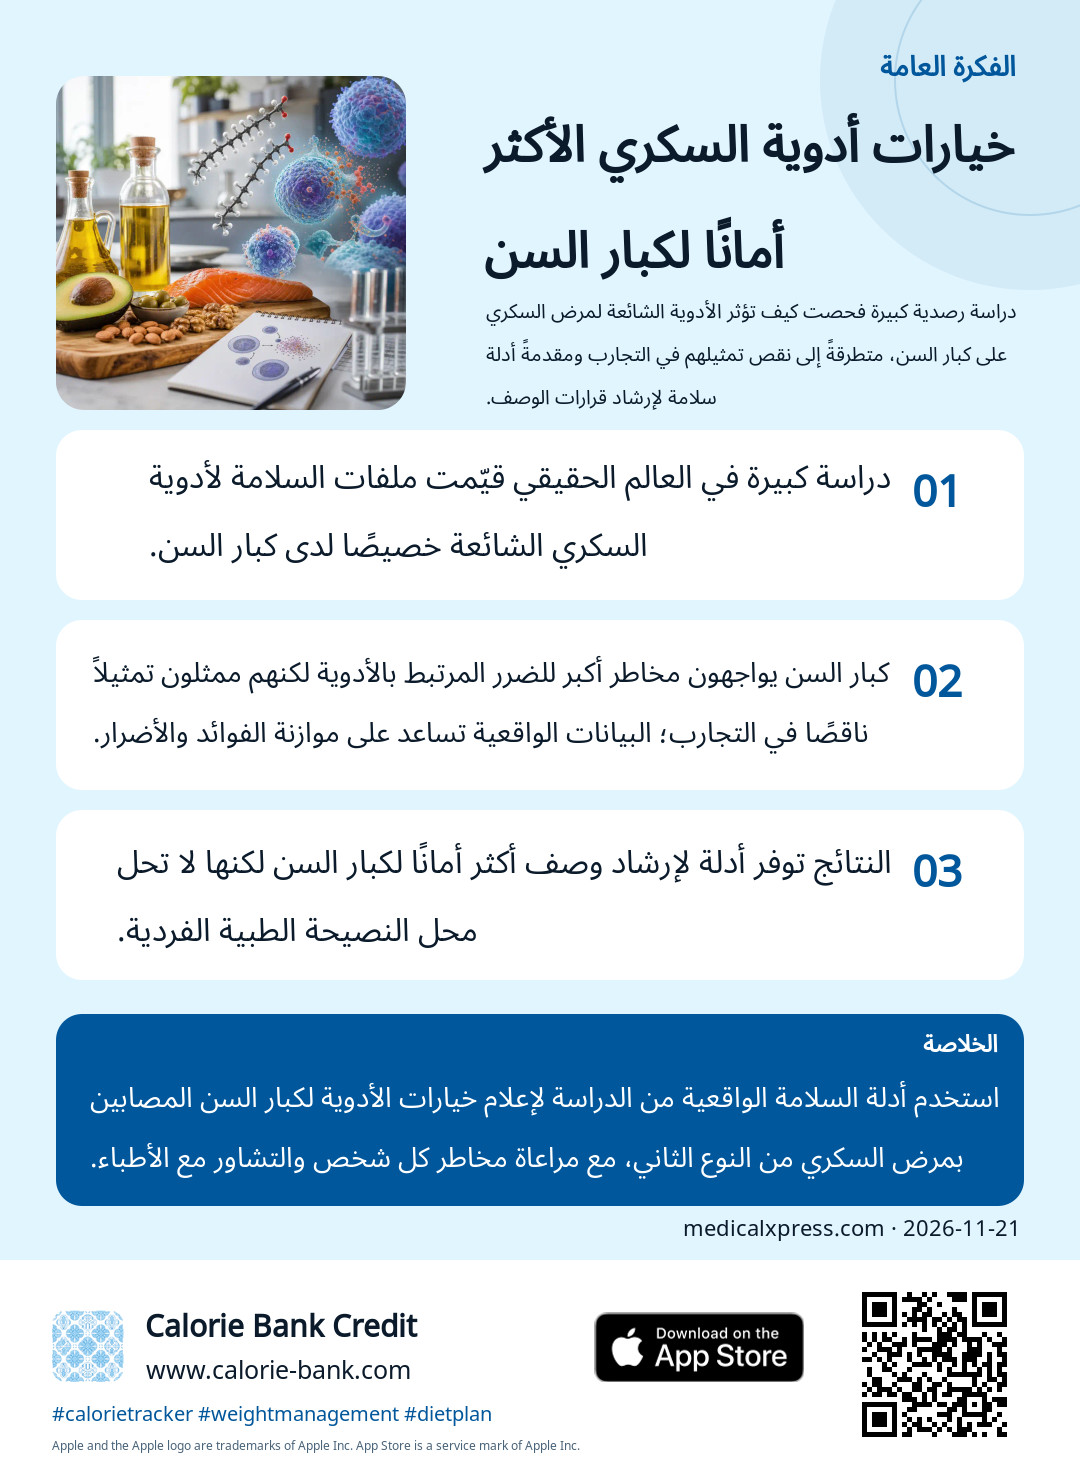 الفكرة العامة
خيارات أدوية السكري الأكثر
أمانًا لكبار السن
دراسة رصدية كبيرة فحصت كيف تؤثر الأدوية الشائعة لمرض السكري
على كبار السن، متطرقةً إلى نقص تمثيلهم في التجارب ومقدمةً أدلة
سلامة لإرشاد قرارات الوصف.
01
دراسة كبيرة في العالم الحقيقي قيّمت ملفات السلامة لأدوية
السكري الشائعة خصيصًا لدى كبار السن.
02
كبار السن يواجهون مخاطر أكبر للضرر المرتبط بالأدوية لكنهم ممثلون تمثيلاً
ناقصًا في التجارب؛ البيانات الواقعية تساعد على موازنة الفوائد والأضرار.
03
النتائج توفر أدلة لإرشاد وصف أكثر أمانًا لكبار السن لكنها لا تحل
محل النصيحة الطبية الفردية.
الخلاصة
استخدم أدلة السلامة الواقعية من الدراسة لإعلام خيارات الأدوية لكبار السن المصابين
بمرض السكري من النوع الثاني، مع مراعاة مخاطر كل شخص والتشاور مع الأطباء.
medicalxpress.com · 2026-11-21
Calorie Bank Credit
www.calorie-bank.com
Download on the
App Store
#calorietracker #weightmanagement #dietplan
Apple and the Apple logo are trademarks of Apple Inc. App Store is a service mark of Apple Inc.